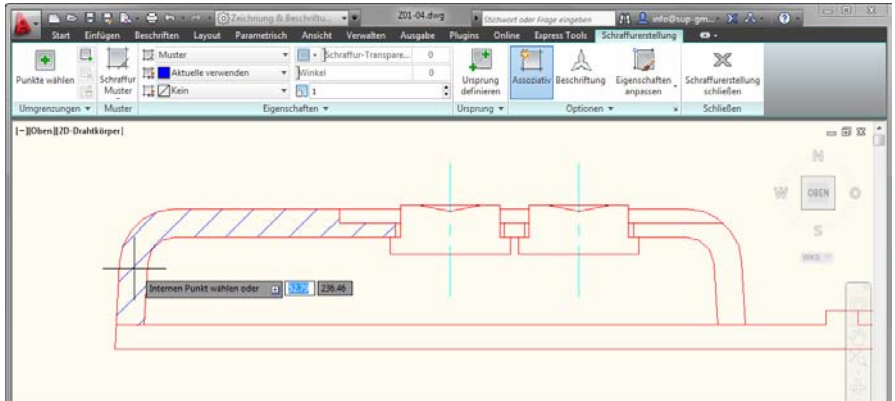 Zeichnung & Beschriftu...
Z01-04.dwg
Stichwort oder Frage eingeben
info@sup-gm...
Start Einfügen Beschriften Layout Parametrisch Ansicht Verwalten Ausgabe Plugins Online Express Tools Schraffurerstellung
Muster Schraffur-Transpare... 0
Punkte wählen Schraffur Muster Aktuelle verwenden Winkel 0 Ursprung definieren Assoziativ Beschriftung Eigenschaften anpassen Schraffurerstellung schließen
Kein 1
Umgrenzungen Muster Eigenschaften Ursprung Optionen Schließen
[−][Oben][2D-Drahtkörper]
N
W OBEN O
S
WKS
Internen Punkt wählen oder 236.46